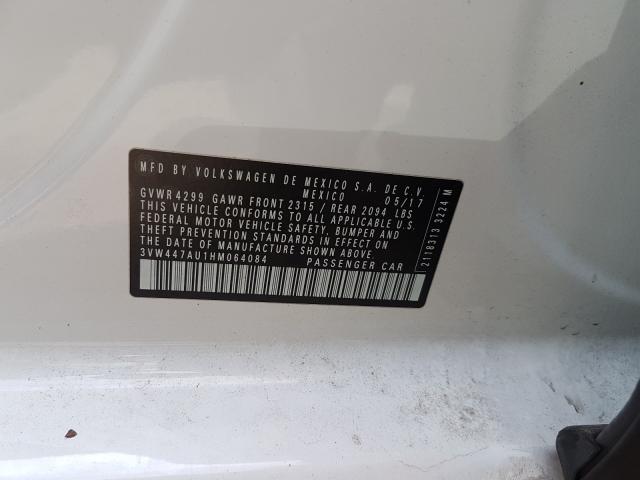 MFD BY VOLKSWAGEN DE MEXICO S.A. DE C.V.
MEXICO 05/17
GVWR 4299 GAWR FRONT 2315 / REAR 2094 LBS
THIS VEHICLE CONFORMS TO ALL APPLICABLE U.S.
FEDERAL MOTOR VEHICLE SAFETY, BUMPER AND
THEFT PREVENTION STANDARDS IN EFFECT ON THE
DATE OF MANUFACTURE SHOWN ABOVE.
3VW447AU1HM064084 PASSENGER CAR
2118313 3224 M